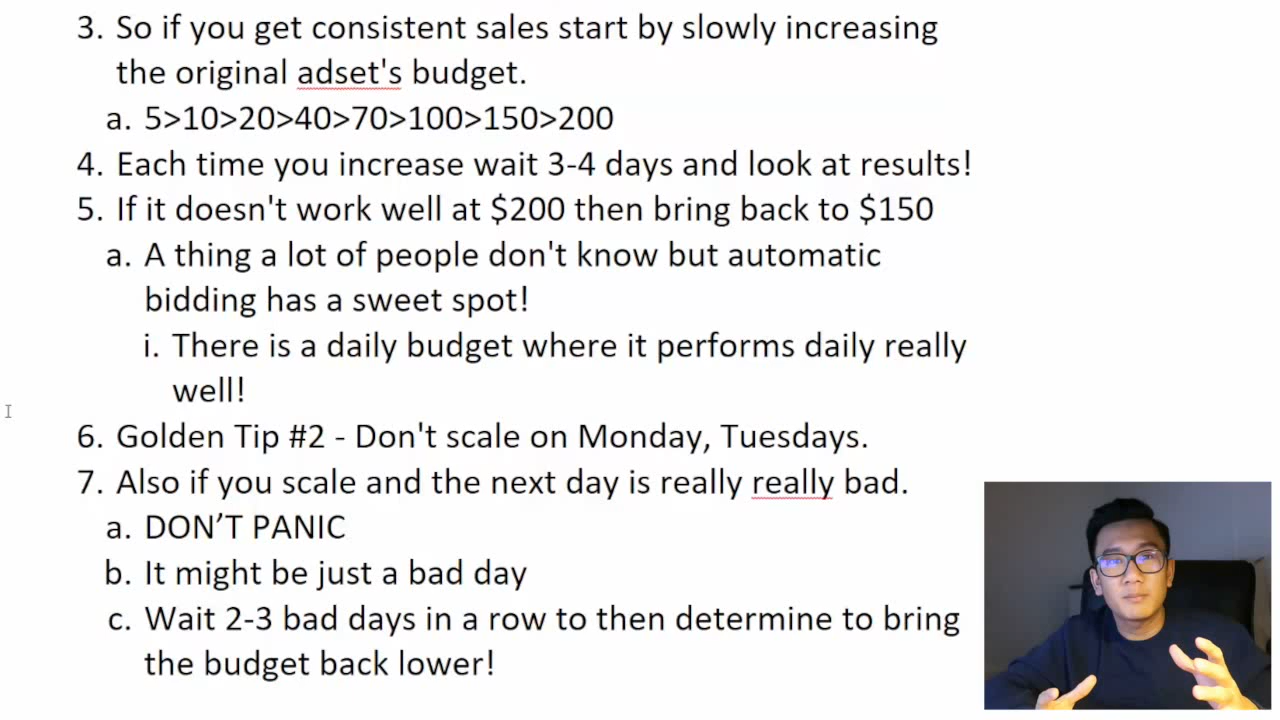 3. So if you get consistent sales start by slowly increasing
the original adset's budget.
a. 5>10>20>40>70>100>150>200
4. Each time you increase wait 3-4 days and look at results!
5. If it doesn't work well at $200 then bring back to $150
a. A thing a lot of people don't know but automatic
bidding has a sweet spot!
i. There is a daily budget where it performs daily really
well!
6. Golden Tip #2 - Don't scale on Monday, Tuesdays.
7. Also if you scale and the next day is really really bad.
a. DON’T PANIC
b. It might be just a bad day
c. Wait 2-3 bad days in a row to then determine to bring
the budget back lower!